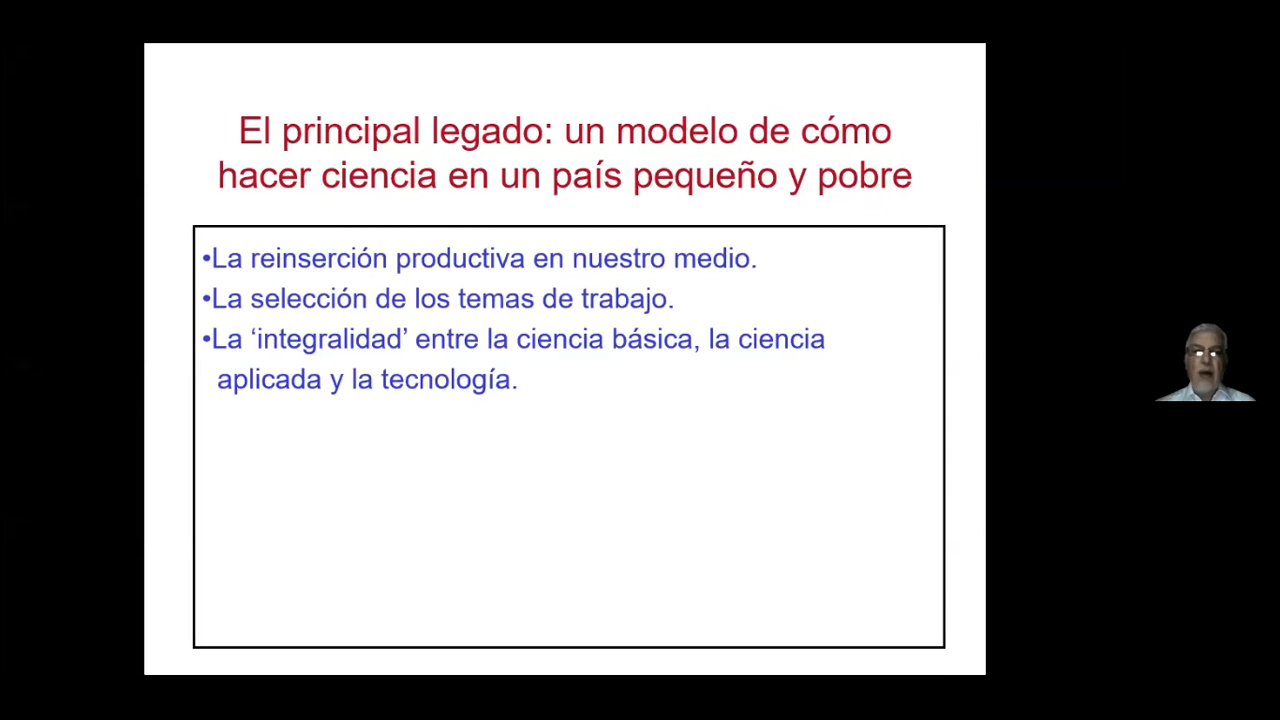 El principal legado: un modelo de cómo
hacer ciencia en un país pequeño y pobre
•La reinserción productiva en nuestro medio.
•La selección de los temas de trabajo.
•La ‘integralidad’ entre la ciencia básica, la ciencia
aplicada y la tecnología.